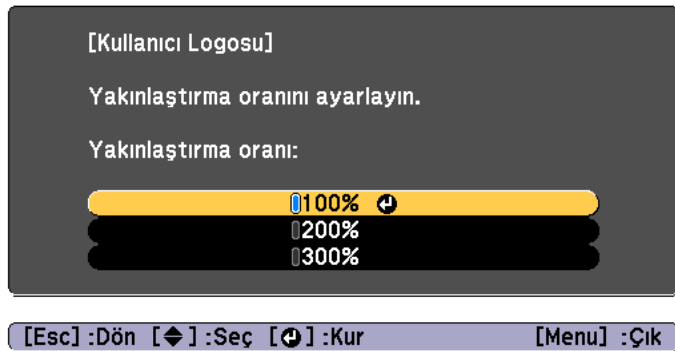 [Kullanıcı Logosu]
Yakınlaştırma oranını ayarlayın.
Yakınlaştırma oranı:
100%
200%
300%
[Esc] :Dön [◆] :Seç [↵] :Kur [Menu] :Çık